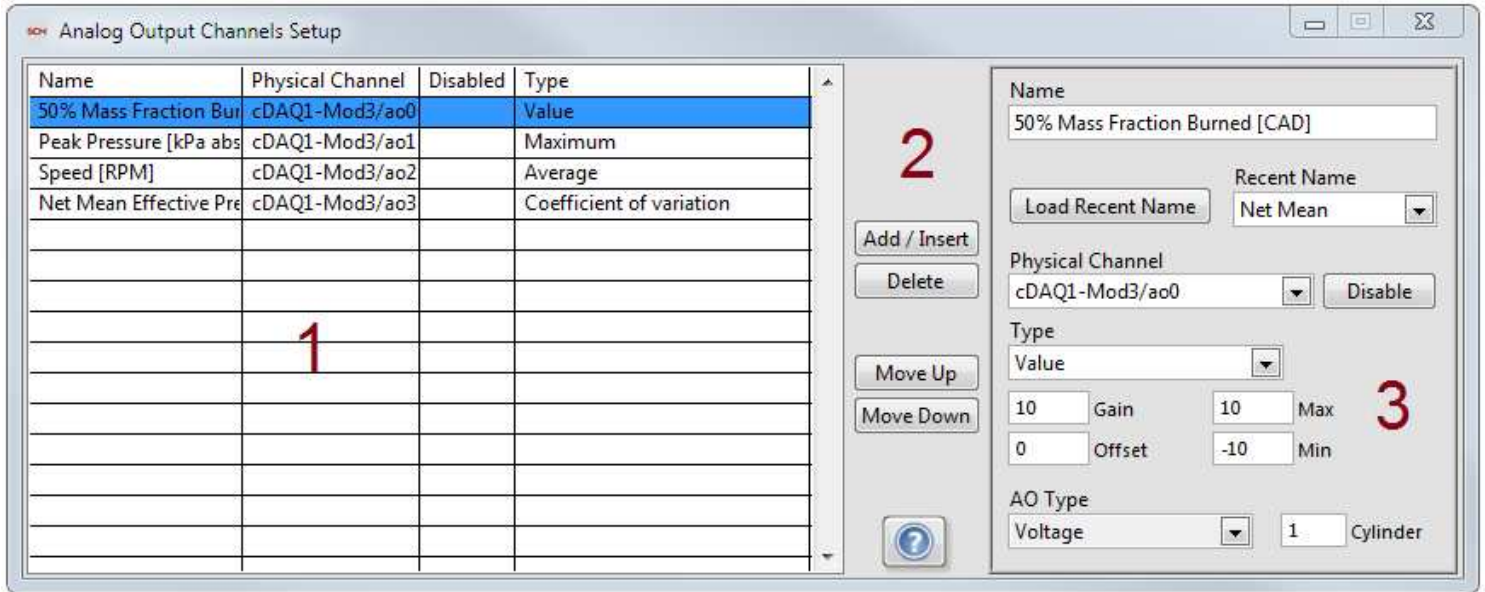 Analog Output Channels Setup
Name Physical Channel Disabled Type
50% Mass Fraction Bur cDAQ1-Mod3/ao0 Value
Peak Pressure [kPa abs cDAQ1-Mod3/ao1 Maximum
Speed [RPM] cDAQ1-Mod3/ao2 Average
Net Mean Effective Pre cDAQ1-Mod3/ao3 Coefficient of variation
1
2
Add / Insert
Delete
Move Up
Move Down
Name
50% Mass Fraction Burned [CAD]
Recent Name
Load Recent Name Net Mean
Physical Channel
cDAQ1-Mod3/ao0 Disable
Type
Value
10 Gain 10 Max
3
0 Offset -10 Min
AO Type
Voltage 1 Cylinder
?